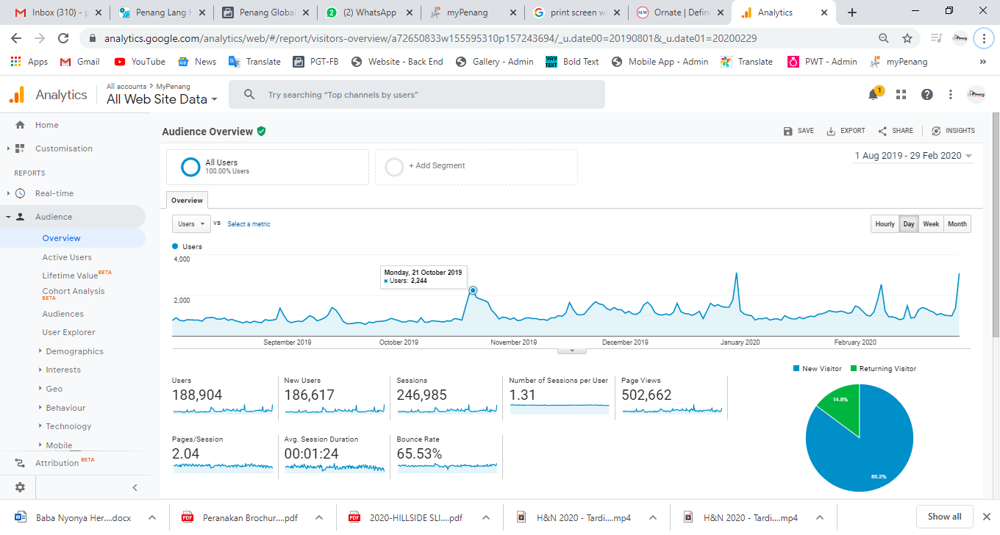 Inbox (310) - p
Penang Lang H
Penang Global
(2) WhatsApp
myPenang
print screen w
Ornate | Defin
Analytics
analytics.google.com/analytics/web/#/report/visitors-overview/a72650833w155595310p157243694/_u.date00=20190801&_u.date01=20200229
Apps Gmail YouTube News Translate PGT-FB Website - Back End Gallery - Admin Bold Text Mobile App - Admin Translate PWT - Admin myPenang »
Analytics
All accounts > MyPenang
All Web Site Data
Try searching “Top channels by users”
1
Home
Customisation
REPORTS
Real-time
Audience
Overview
Active Users
Lifetime Value BETA
Cohort Analysis
BETA
Audiences
User Explorer
Demographics
Interests
Geo
Behaviour
Technology
Mobile
Attribution BETA
Audience Overview
SAVE EXPORT SHARE INSIGHTS
All Users
100.00% Users
+ Add Segment
1 Aug 2019 - 29 Feb 2020
Overview
Users VS Select a metric
Hourly Day Week Month
Users
4,000
2,000
Monday, 21 October 2019
Users: 2,244
September 2019 October 2019 November 2019 December 2019 January 2020 February 2020
New Visitor Returning Visitor
Users
188,904
New Users
186,617
Sessions
246,985
Number of Sessions per User
1.31
Page Views
502,662
Pages/Session
2.04
Avg. Session Duration
00:01:24
Bounce Rate
65.53%
14.8%
85.2%
Baba Nyonya Her....docx
Peranakan Brochur....pdf
2020-HILLSIDE SLI....pdf
H&N 2020 - Tardi....mp4
H&N 2020 - Tardi....mp4
Show all